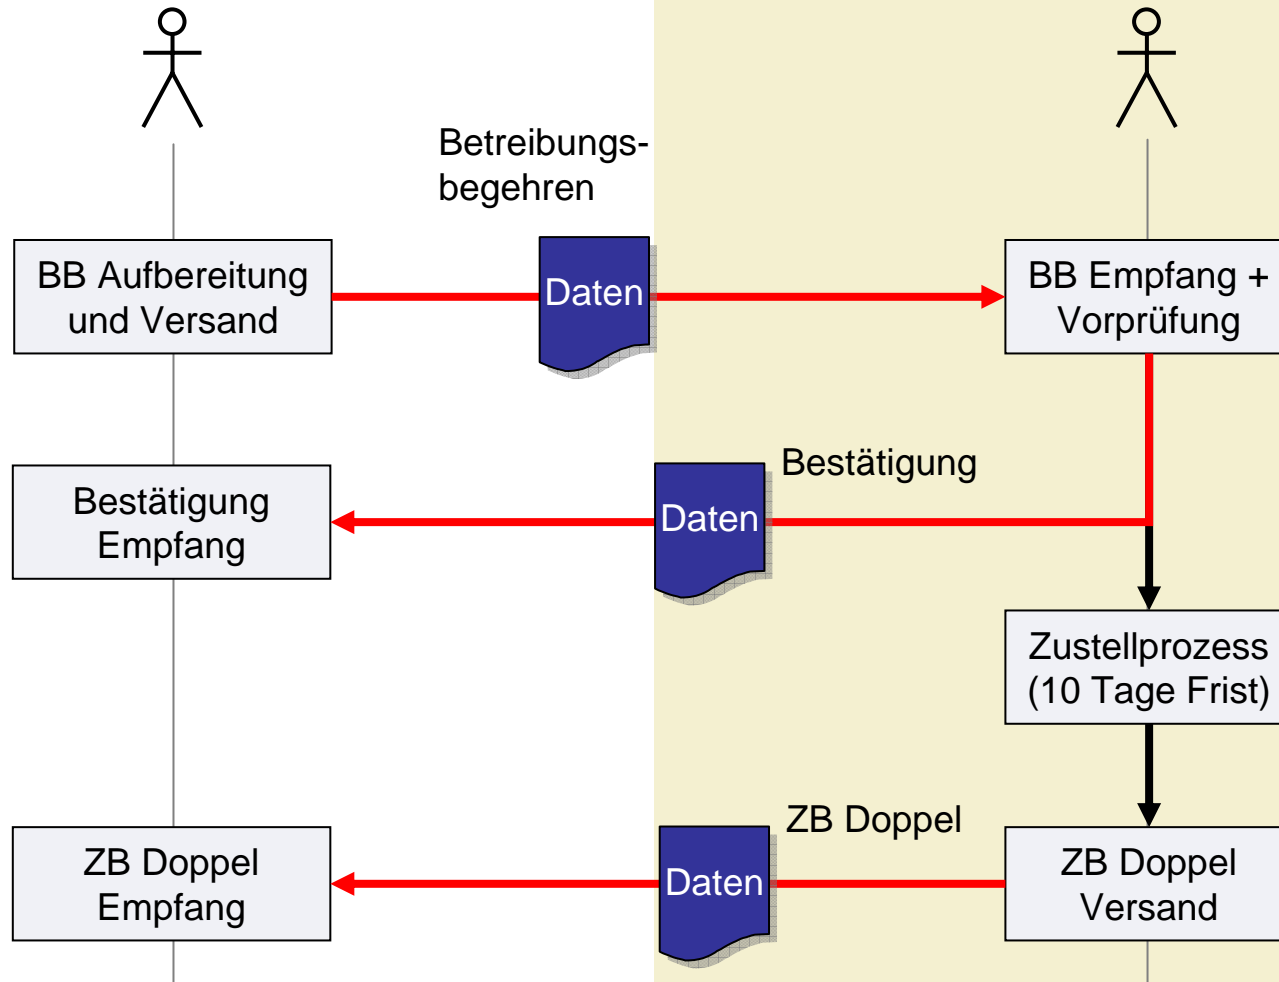 Betreibungs-
begehren
BB Aufbereitung
und Versand
Daten
BB Empfang +
Vorprüfung
Bestätigung
Bestätigung
Empfang
Daten
Zustellprozess
(10 Tage Frist)
ZB Doppel
ZB Doppel
Empfang
Daten
ZB Doppel
Versand